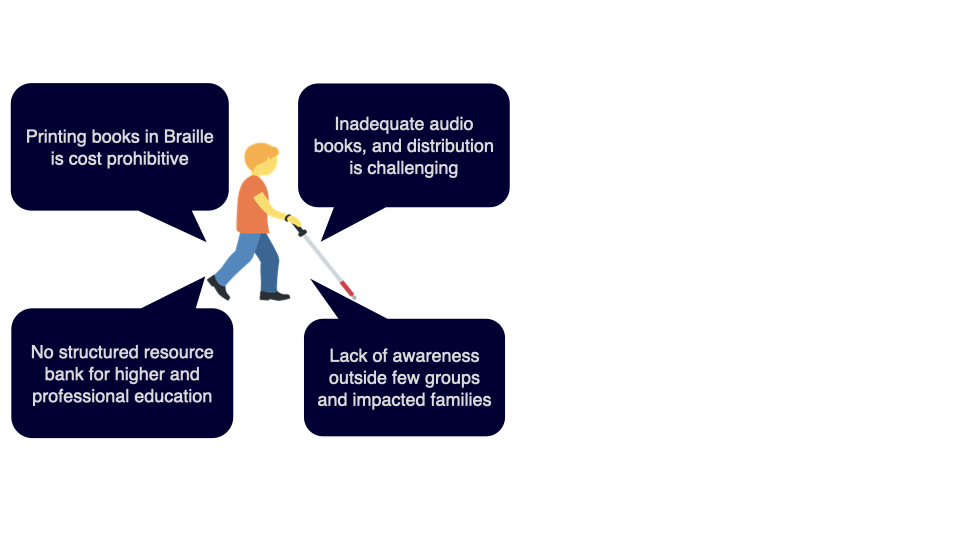 Printing books in Braille
is cost prohibitive
Inadequate audio
books, and distribution
is challenging
No structured resource
bank for higher and
professional education
Lack of awareness
outside few groups
and impacted families